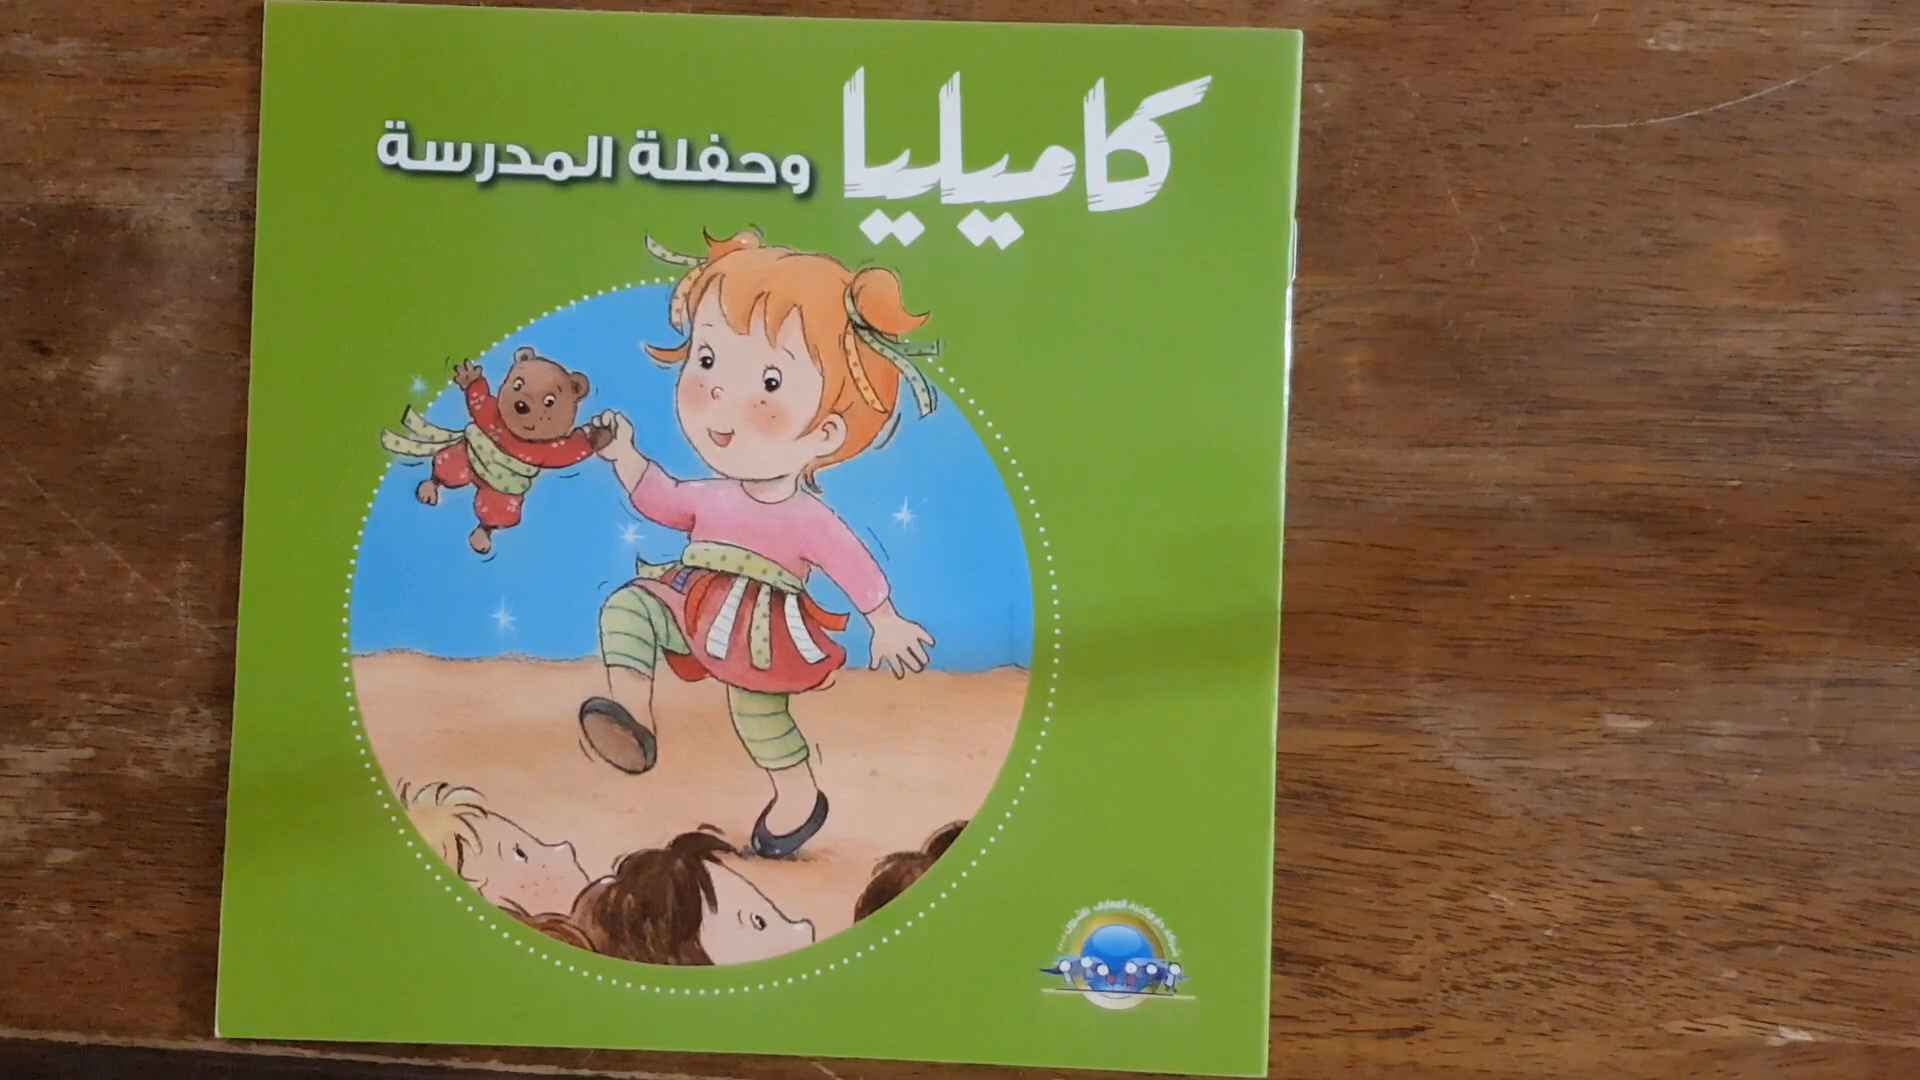 كاميليا
وحفلة المدرسة